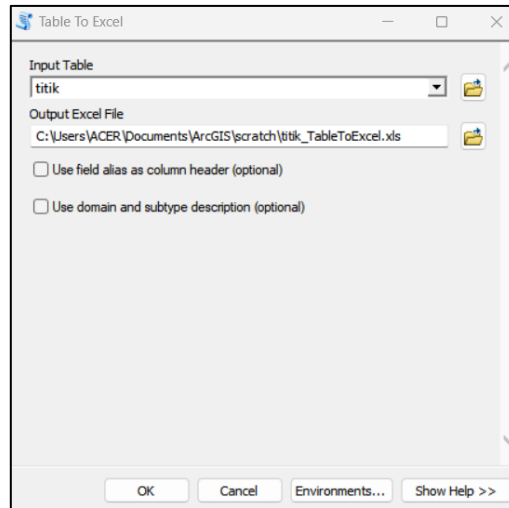 Table To Excel
Input Table
titik
Output Excel File
C:\Users\ACER\Documents\ArcGIS\scratch\titik_TableToExcel.xls
Use field alias as column header (optional)
Use domain and subtype description (optional)
OK Cancel Environments... Show Help >>